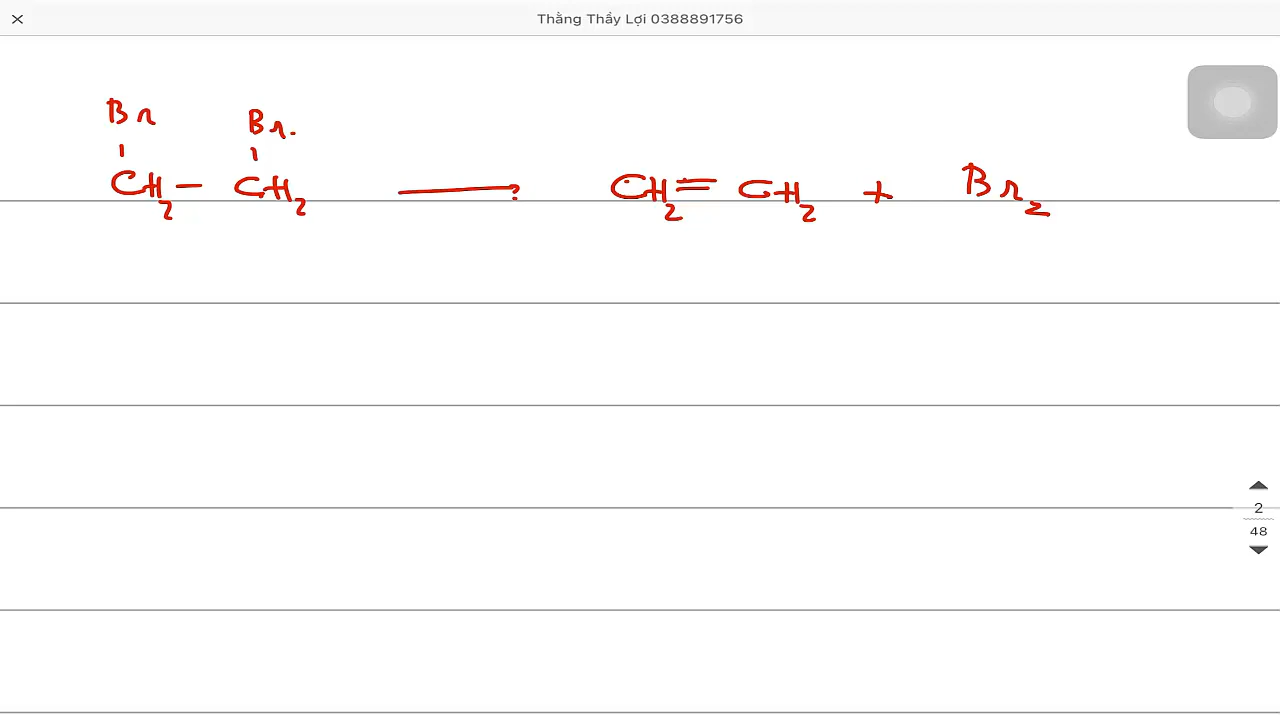 Thằng Thầy Lợi 0388891756
Br Br.
CH2 - CH2 ⟶ CH2 = CH2 + Br2
2
48